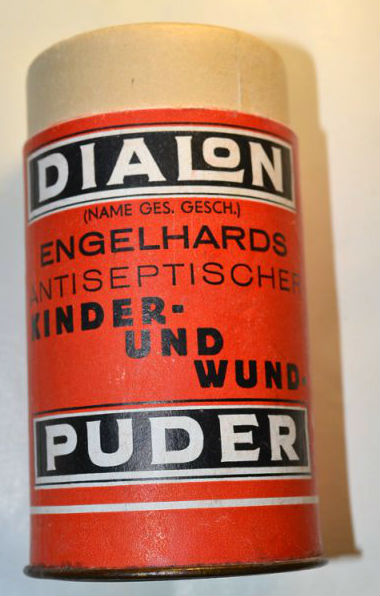 DIALON
(NAME GES. GESCH.)
ENGELHARDS
ANTISEPTISCHER
KINDER-
UND
WUND-
PUDER